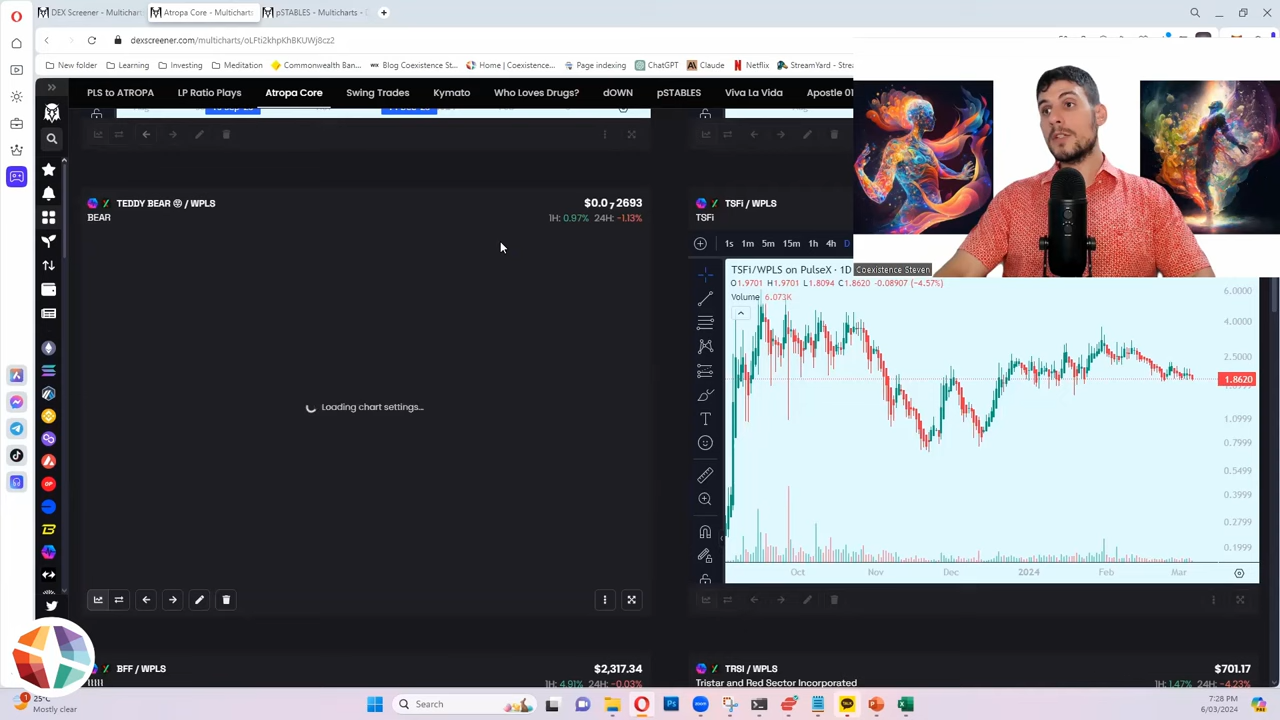 DEX Screener - Multicharts
Atropa Core - Multicharts
pSTABLES - Multicharts - D
dexscreener.com/multicharts/oLFti2khpKhBKUWj8cz2
New folder
Learning
Investing
Meditation
Commonwealth Ban...
Blog Coexistence St...
Home | Coexistence...
Page indexing
ChatGPT
Claude
Netflix
StreamYard - Strea
PLS to ATROPA
LP Ratio Plays
Atropa Core
Swing Trades
Kymato
Who Loves Drugs?
dOWN
pSTABLES
Viva La Vida
Apostle 01
TEDDY BEAR ㉾ / WPLS
$0.0₇2693
BEAR
1H: 0.97% 24H: -1.13%
Loading chart settings...
TSFi / WPLS
TSFi
1s 1m 5m 15m 1h 4h D
TSFi/WPLS on PulseX · 1D
O1.9701 H1.9701 L1.8094 C1.8620 -0.08907 (-4.57%)
Volume 6.073K
Coexistence Steven
6.0000
4.0000
2.5000
1.8620
1.0999
0.7999
0.5499
0.3999
0.2799
0.1999
Oct Nov Dec 2024 Feb Mar
BFF / WPLS
$2,317.34
1H: 4.91% 24H: -0.03%
TRSI / WPLS
$701.17
Tristar and Red Sector Incorporated
1H: 1.47% 24H: -4.23%
25°C
Mostly clear
Search
7:28 PM
6/03/2024